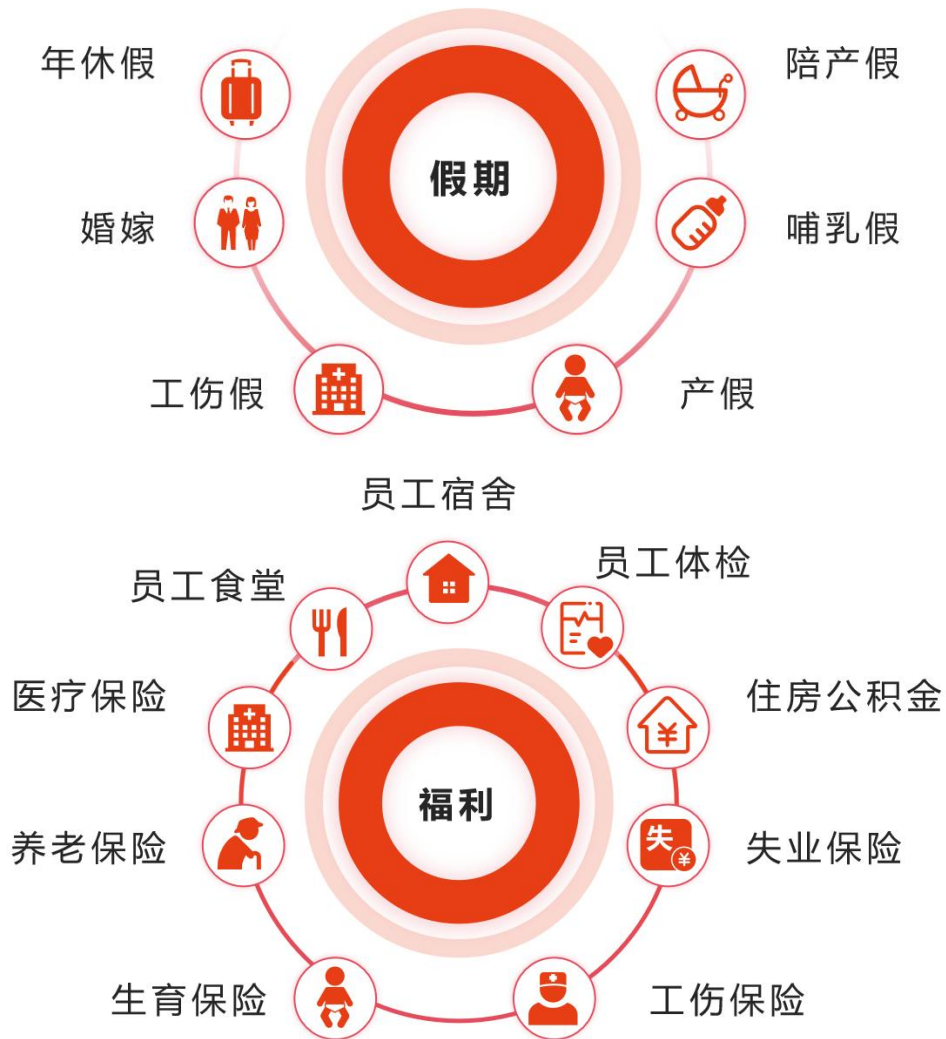 年休假
陪产假
假期
婚嫁
哺乳假
工伤假
产假
员工宿舍
员工食堂
员工体检
医疗保险
住房公积金
福利
养老保险
失
¥
失业保险
生育保险
工伤保险